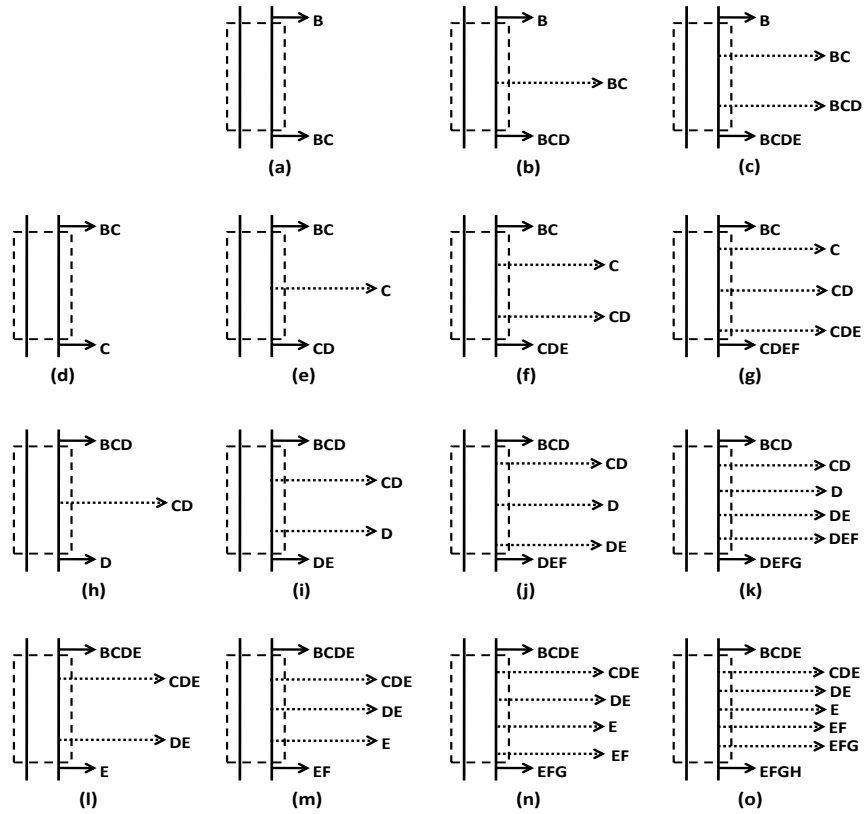 B
BC
(a)
B
BC
BCD
(b)
B
BC
BCD
BCDE
(c)
BC
C
(d)
BC
C
CD
(e)
BC
C
CD
CDE
(f)
BC
C
CD
CDE
CDEF
(g)
BCD
CD
D
(h)
BCD
CD
D
DE
(i)
BCD
CD
D
DE
DEF
(j)
BCD
CD
D
DE
DEF
DEFG
(k)
BCDE
CDE
DE
E
(l)
BCDE
CDE
DE
E
EF
(m)
BCDE
CDE
DE
E
EF
EFG
(n)
BCDE
CDE
DE
E
EF
EFG
EFGH
(o)